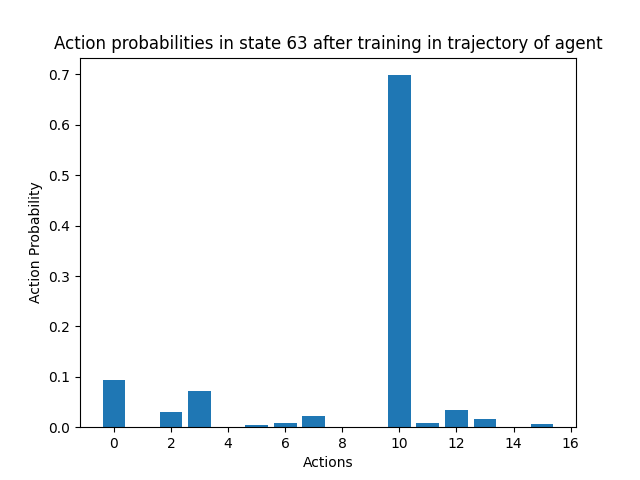 Action probabilities in state 63 after training in trajectory of agent
0.7
0.6
0.5
0.4
0.3
0.2
0.1
0.0
Action Probability
0 2 4 6 8 10 12 14 16
Actions